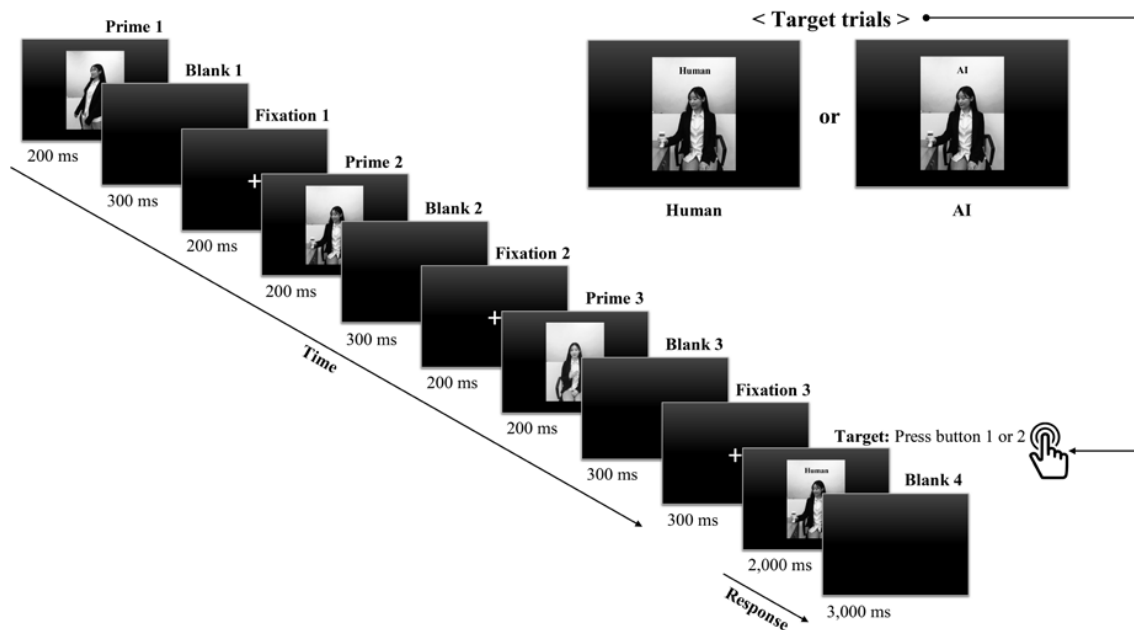 Prime 1
200 ms
Blank 1
300 ms
Fixation 1
200 ms
Prime 2
200 ms
Blank 2
300 ms
Fixation 2
200 ms
Prime 3
200 ms
Blank 3
300 ms
Fixation 3
300 ms
Target: Press button 1 or 2
Human
2,000 ms
Blank 4
3,000 ms
Time
Response
< Target trials >
Human
Human
or
AI
AI